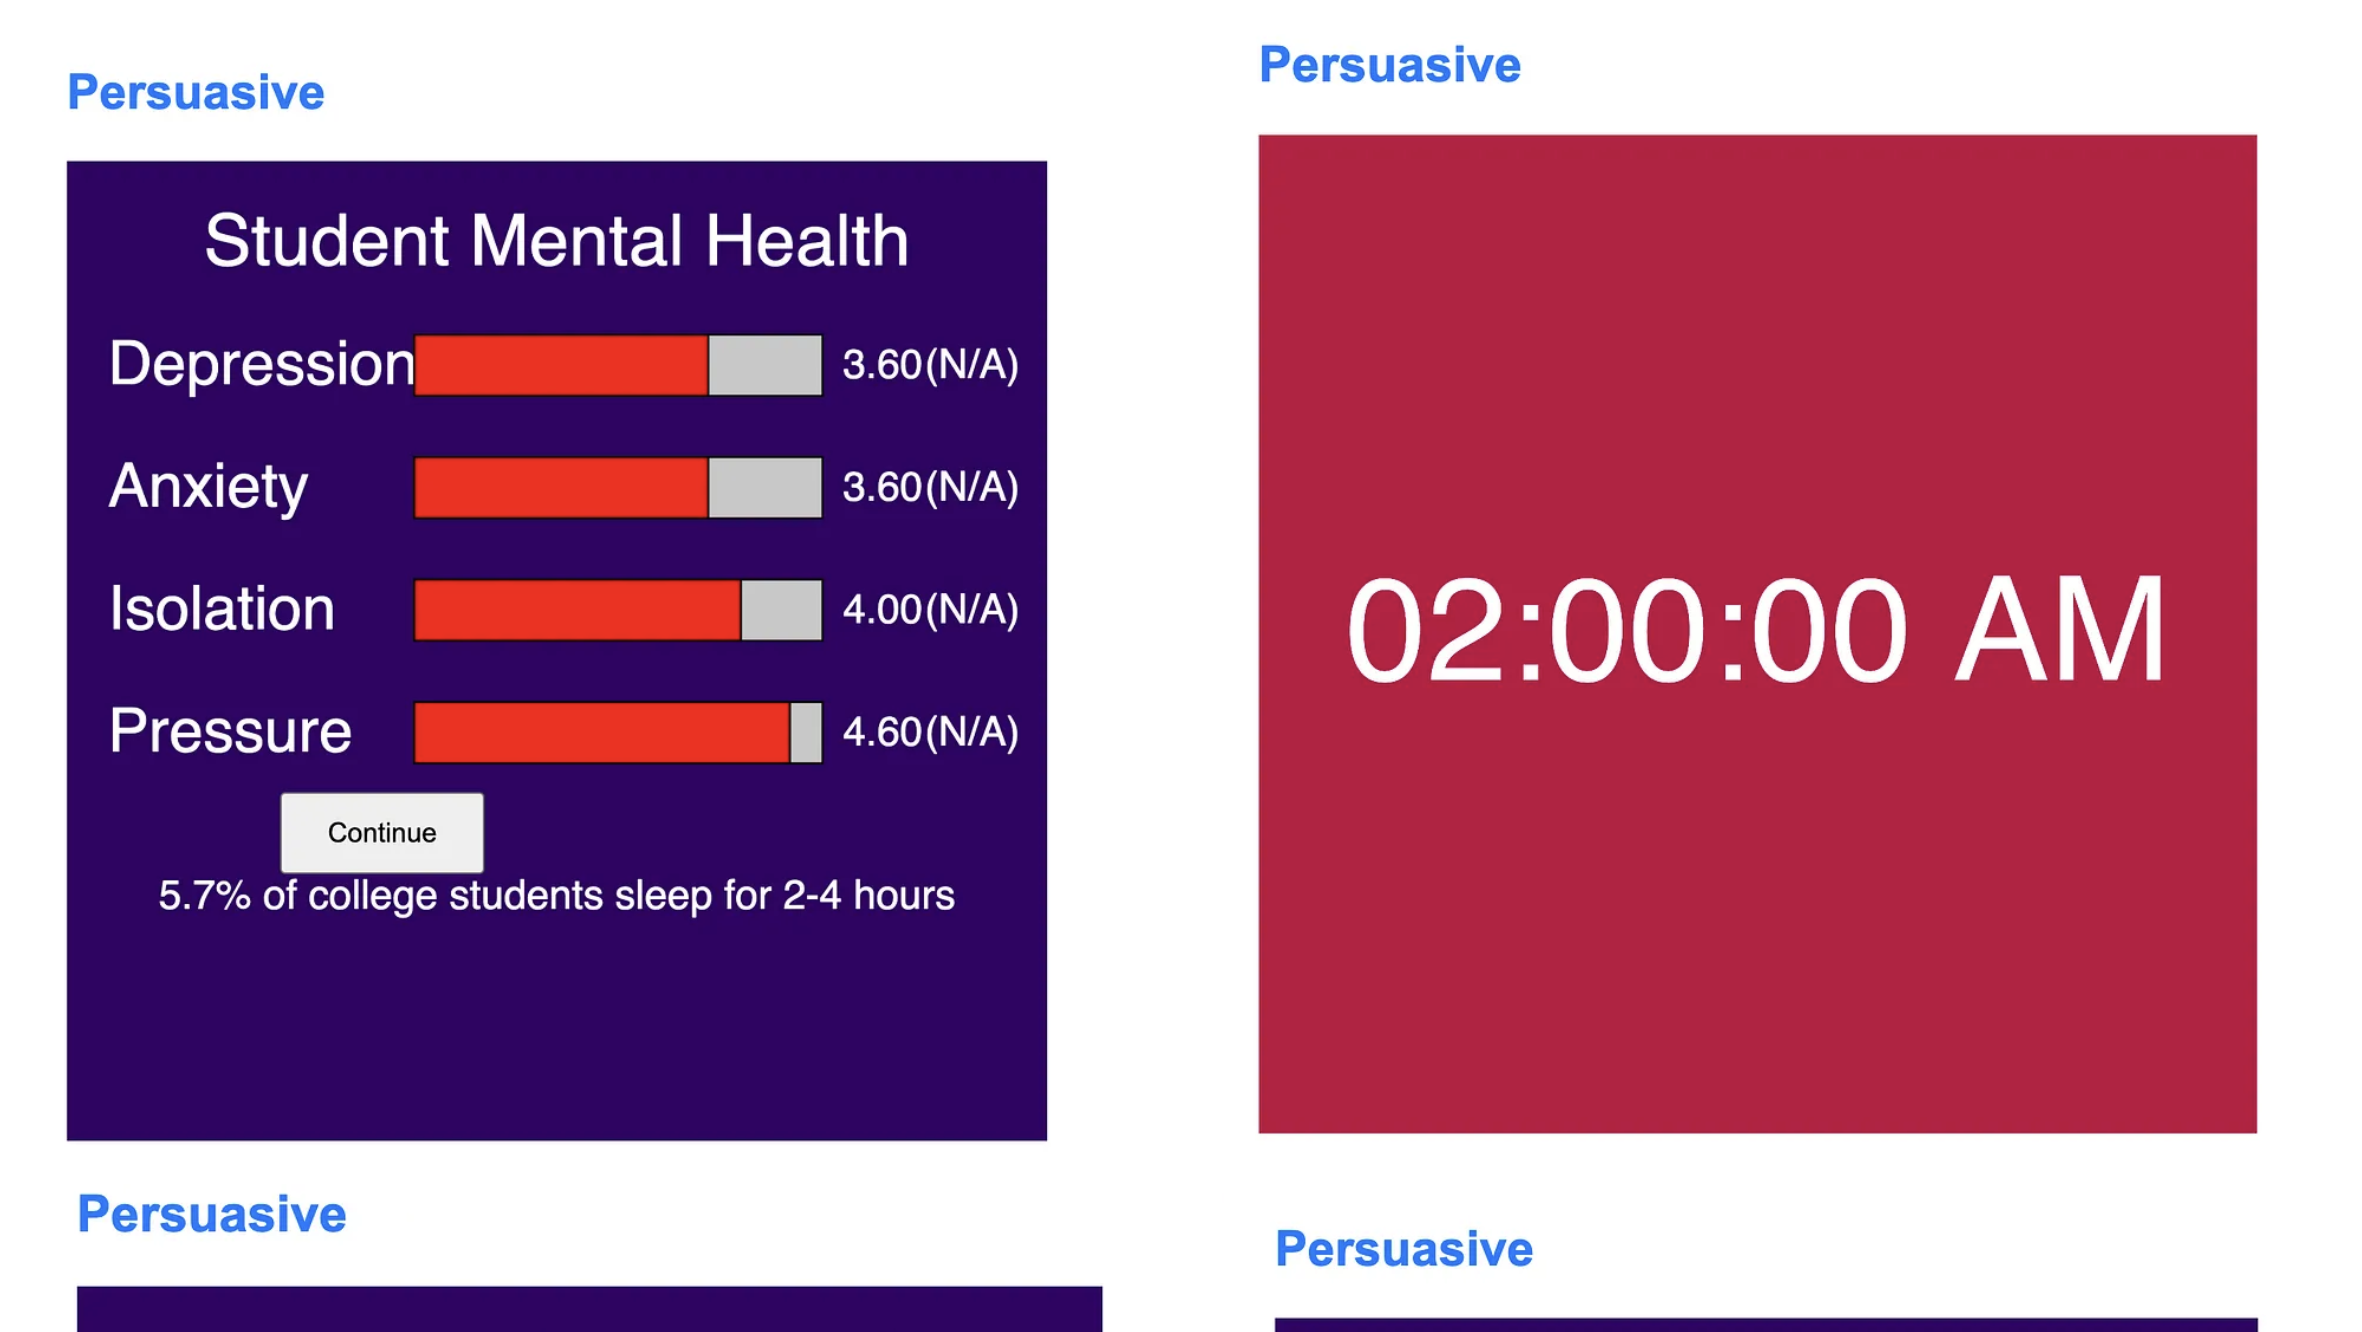 Persuasive
Student Mental Health
Depression 3.60(N/A)
Anxiety 3.60(N/A)
Isolation 4.00(N/A)
Pressure 4.60(N/A)
Continue
5.7% of college students sleep for 2-4 hours
Persuasive
02:00:00 AM
Persuasive
Persuasive